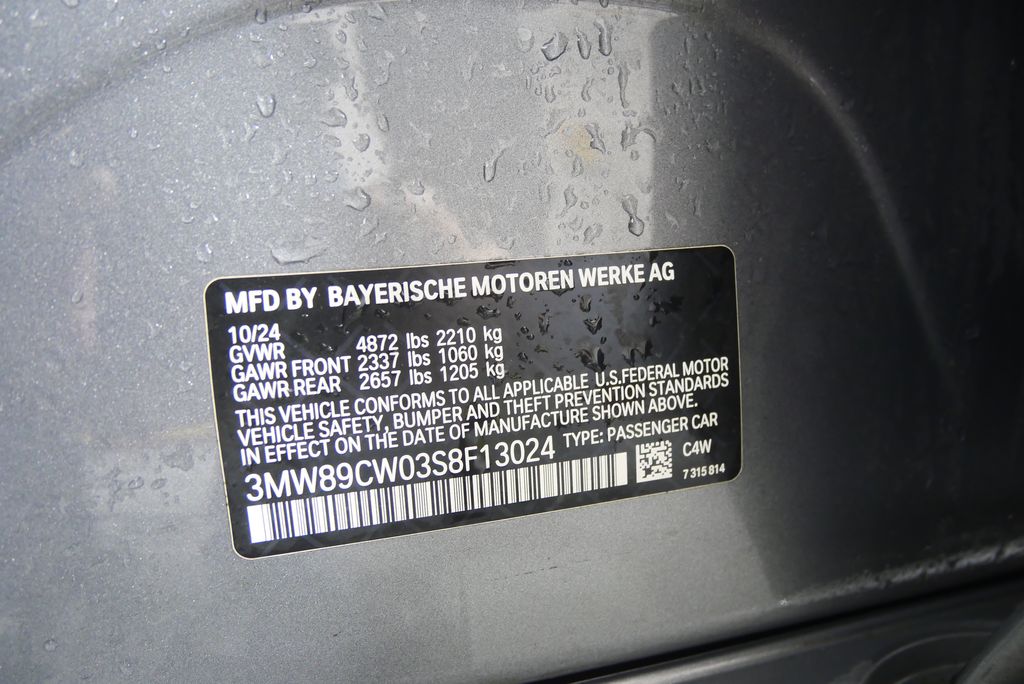 MFD BY BAYERISCHE MOTOREN WERKE AG
10/24
GVWR 4872 lbs 2210 kg
GAWR FRONT 2337 lbs 1060 kg
GAWR REAR 2657 lbs 1205 kg
THIS VEHICLE CONFORMS TO ALL APPLICABLE U.S.FEDERAL MOTOR
VEHICLE SAFETY, BUMPER AND THEFT PREVENTION STANDARDS
IN EFFECT ON THE DATE OF MANUFACTURE SHOWN ABOVE.
3MW89CW03S8F13024 TYPE: PASSENGER CAR
C4W
7 315 814